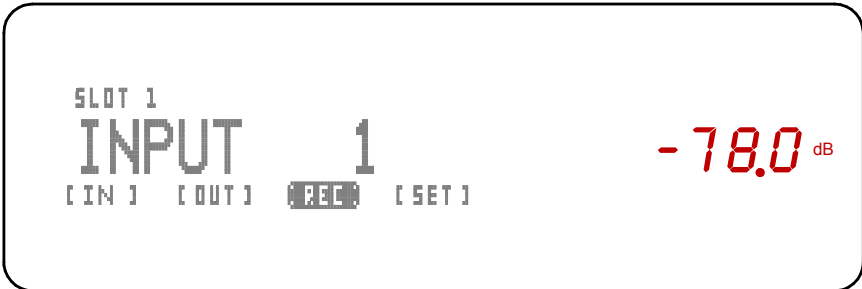 SLOT 1
INPUT 1
-78.0 dB
[IN] [OUT] [REC] [SET]